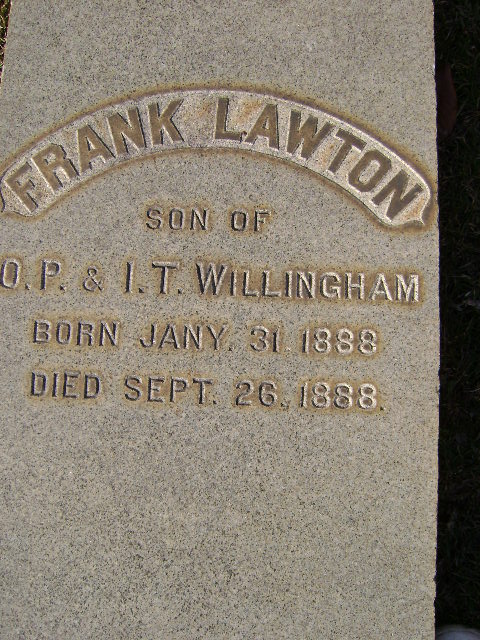 FRANK LAWTON
SON OF
O.P. & I.T. WILLINGHAM
BORN JANY. 31. 1888
DIED SEPT. 26. 1888.